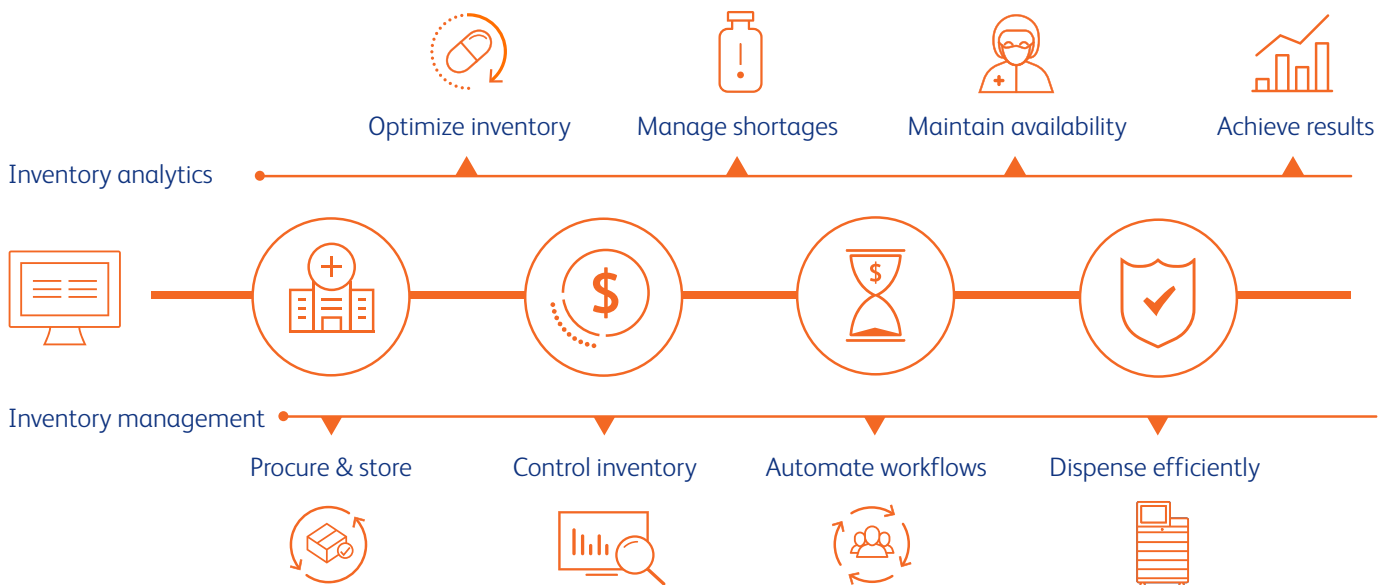 Optimize inventory
Manage shortages
Maintain availability
Achieve results
Inventory analytics
$
$
Inventory management
Procure & store
Control inventory
Automate workflows
Dispense efficiently